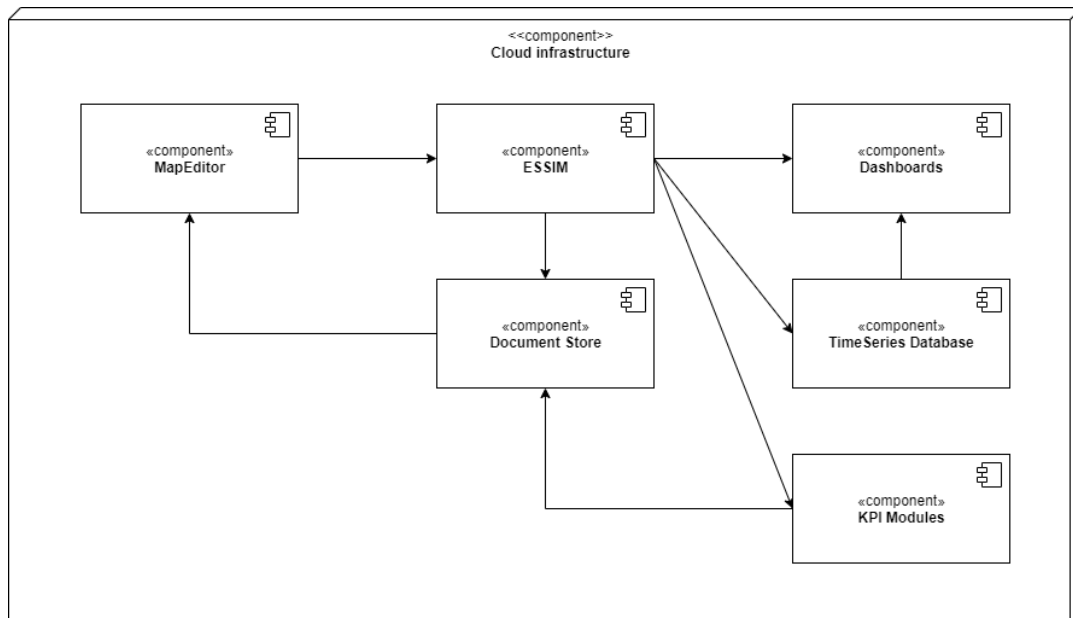 <<component>>
Cloud infrastructure
«component»
MapEditor
«component»
ESSIM
«component»
Dashboards
«component»
Document Store
«component»
TimeSeries Database
«component»
KPI Modules